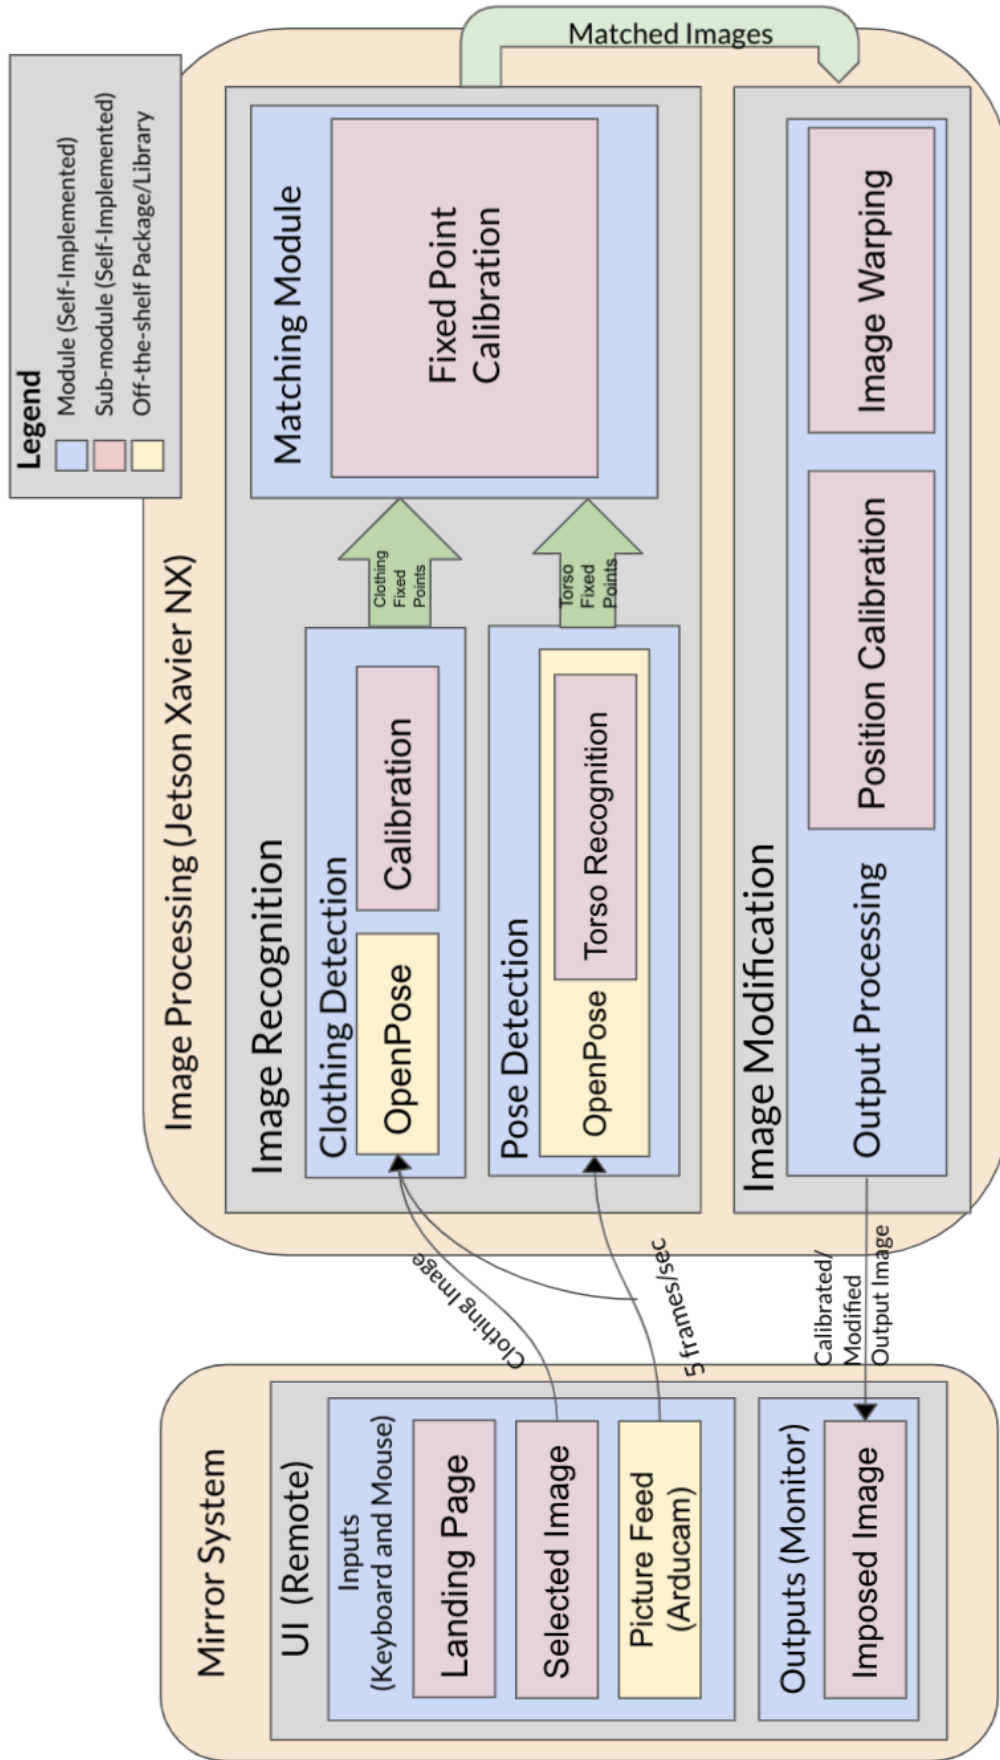 Legend
Module (Self-Implemented)
Sub-module (Self-Implemented)
Off-the-shelf Package/Library
Mirror System
UI (Remote)
Inputs
(Keyboard and Mouse)
Landing Page
Selected Image
Picture Feed
(Arducam)
Outputs (Monitor)
Imposed Image
Clothing Image
5 frames/sec
Calibrated/
Modified
Output Image
Image Processing (Jetson Xavier NX)
Image Recognition
Clothing Detection
OpenPose
Calibration
Clothing
Fixed
Points
Pose Detection
OpenPose
Torso Recognition
Torso
Fixed
Points
Matching Module
Fixed Point
Calibration
Matched Images
Image Modification
Output Processing
Position Calibration
Image Warping